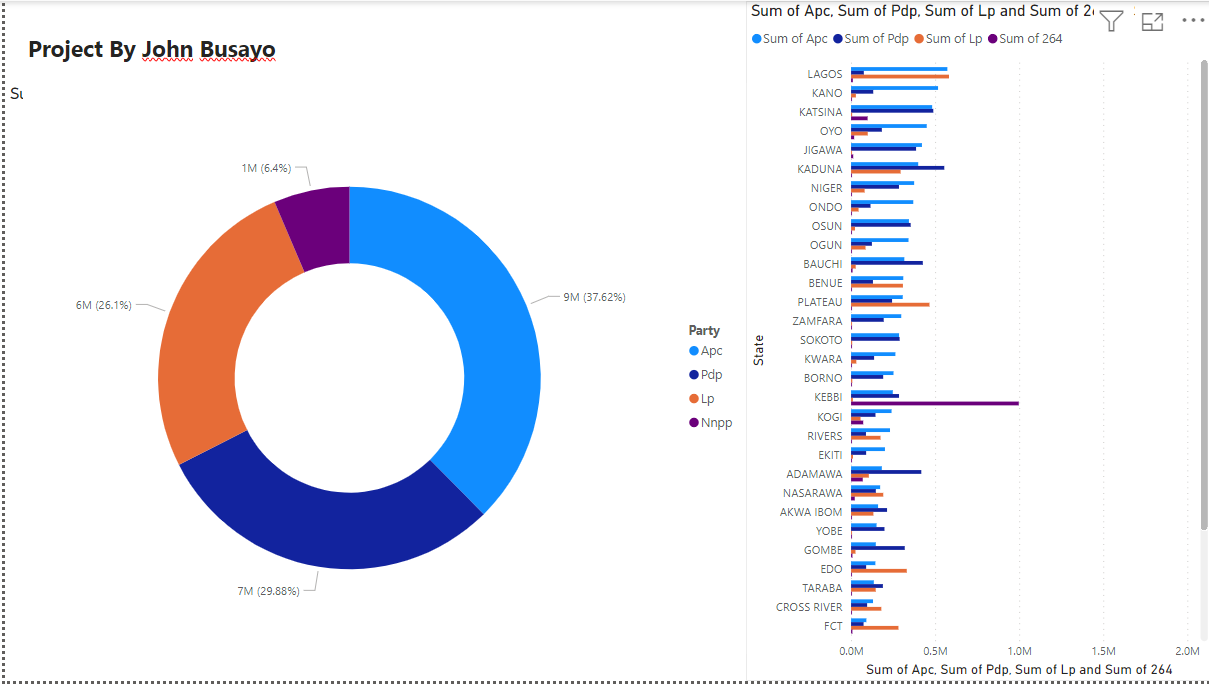 Project By John Busayo
Su
1M (6.4%)
6M (26.1%)
9M (37.62%)
7M (29.88%)
Party
Apc
Pdp
Lp
Nnpp
Sum of Apc, Sum of Pdp, Sum of Lp and Sum of 2
Sum of Apc Sum of Pdp Sum of Lp Sum of 264
State
LAGOS
KANO
KATSINA
OYO
JIGAWA
KADUNA
NIGER
ONDO
OSUN
OGUN
BAUCHI
BENUE
PLATEAU
ZAMFARA
SOKOTO
KWARA
BORNO
KEBBI
KOGI
RIVERS
EKITI
ADAMAWA
NASARAWA
AKWA IBOM
YOBE
GOMBE
EDO
TARABA
CROSS RIVER
FCT
0.0M 0.5M 1.0M 1.5M 2.0M
Sum of Apc, Sum of Pdp, Sum of Lp and Sum of 264